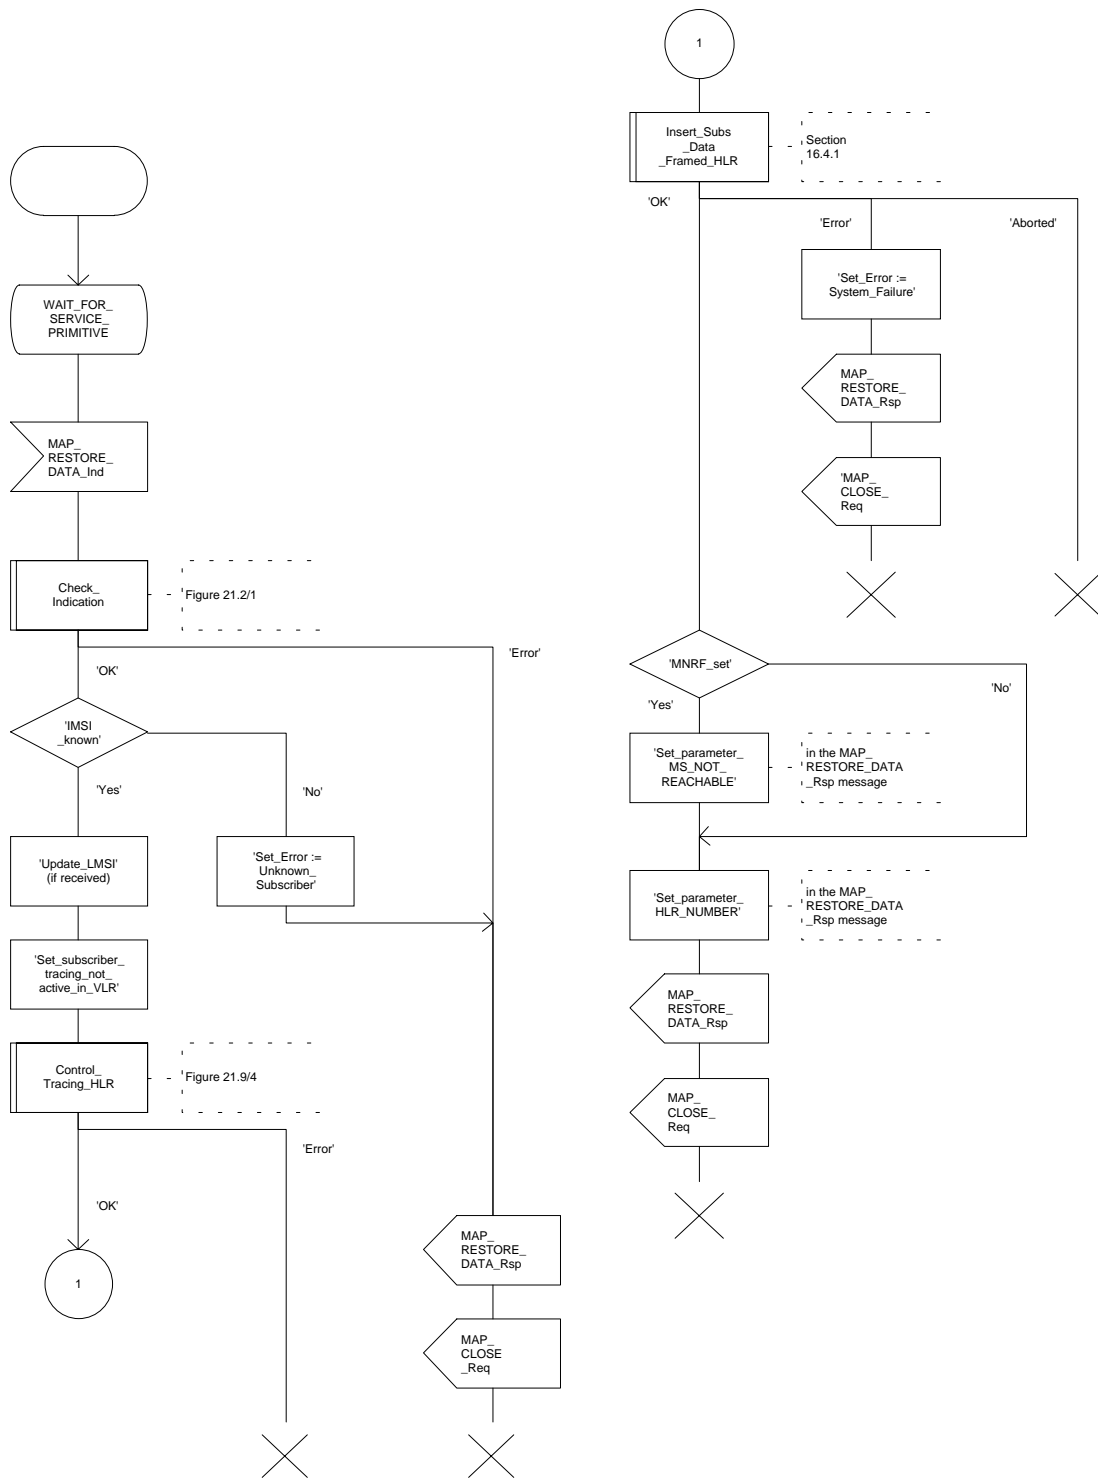 WAIT_FOR_
SERVICE_
PRIMITIVE
MAP_
RESTORE_
DATA_Ind
Check_
Indication
Figure 21.2/1
'OK'
'Error'
'IMSI
_known'
'Yes'
'No'
'Update_LMSI'
(if received)
'Set_Error :=
Unknown_
Subscriber'
'Set_subscriber_
tracing_not_
active_in_VLR'
Control_
Tracing_HLR
Figure 21.9/4
'Error'
'OK'
1
MAP_
RESTORE_
DATA_Rsp
MAP_
CLOSE
_Req
1
Insert_Subs
_Data
_Framed_HLR
Section
16.4.1
'OK'
'Error'
'Aborted'
'Set_Error :=
System_Failure'
MAP_
RESTORE_
DATA_Rsp
'MAP_
CLOSE_
Req
'MNRF_set'
'No'
'Yes'
'Set_parameter_
MS_NOT_
REACHABLE'
in the MAP_
RESTORE_DATA
_Rsp message
'Set_parameter_
HLR_NUMBER'
in the MAP_
RESTORE_DATA
_Rsp message
MAP_
RESTORE_
DATA_Rsp
MAP_
CLOSE_
Req